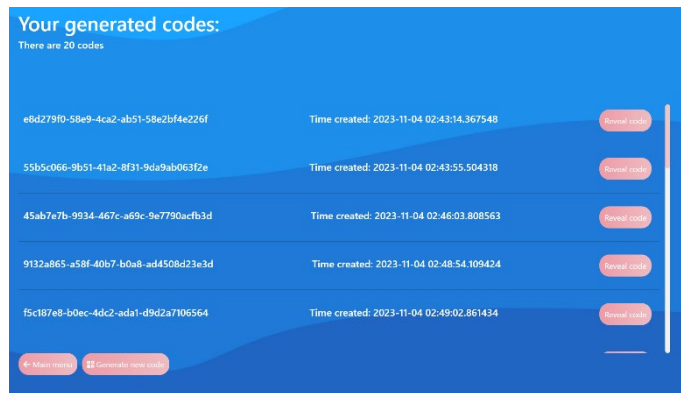 Your generated codes:
There are 20 codes
e8d279f0-58e9-4ca2-ab51-58e2bf4e226f Time created: 2023-11-04 02:43:14.367548 Reveal code
55b5c066-9b51-41a2-8f31-9da9ab063f2e Time created: 2023-11-04 02:43:55.504318 Reveal code
45ab7e7b-9934-467c-a69c-9e7790acfb3d Time created: 2023-11-04 02:46:03.808563 Reveal code
9132a865-a58f-40b7-b0a8-ad4508d23e3d Time created: 2023-11-04 02:48:54.109424 Reveal code
f5c187e8-b0ec-4dc2-ada1-d9d2a7106564 Time created: 2023-11-04 02:49:02.861434 Reveal code
Main menu Generate new code